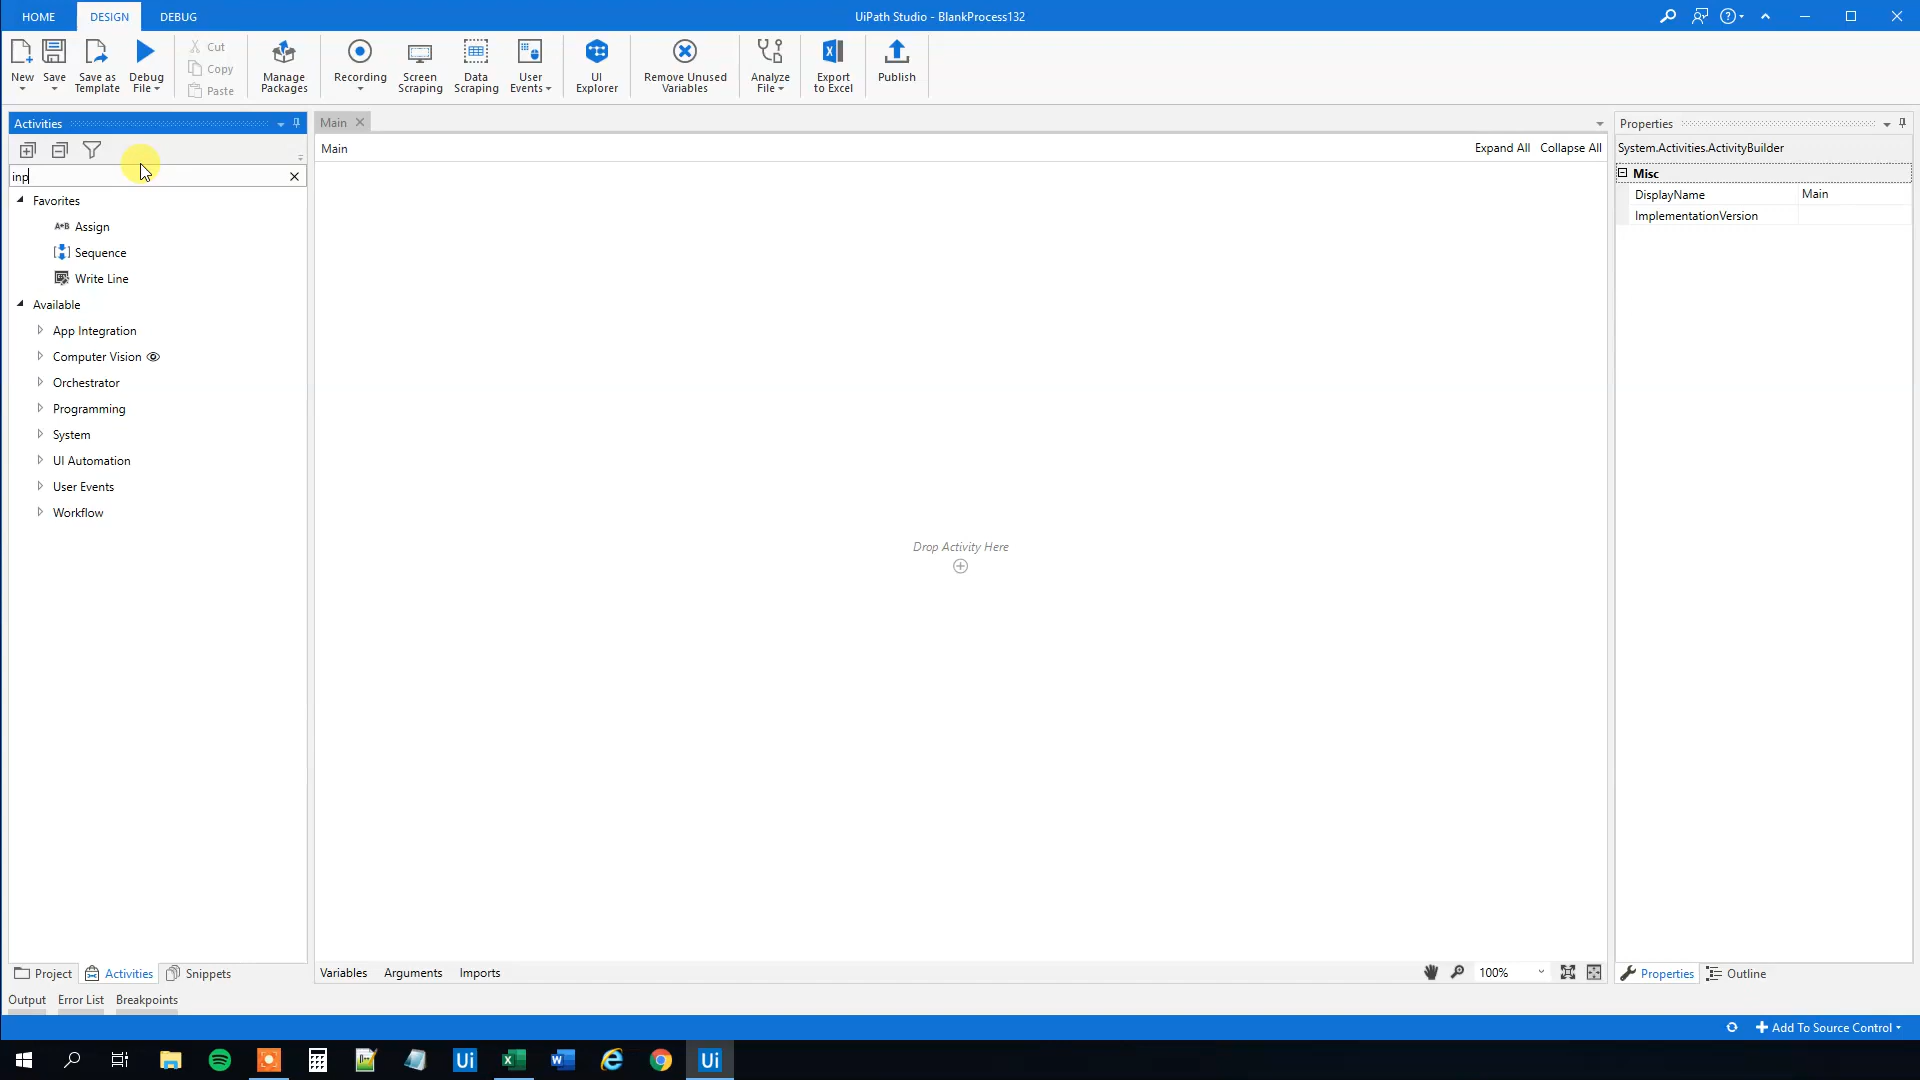 HOME DESIGN DEBUG UiPath Studio - BlankProcess132
New Save Save as Template Debug File Cut Copy Paste Manage Packages Recording Screen Scraping Data Scraping User Events UI Explorer Remove Unused Variables Analyze File Export to Excel Publish
Activities
inp
Favorites
Assign
Sequence
Write Line
Available
App Integration
Computer Vision
Orchestrator
Programming
System
UI Automation
User Events
Workflow
Project Activities Snippets
Main
Main Expand All Collapse All
Drop Activity Here
Variables Arguments Imports 100%
Properties
System.Activities.ActivityBuilder
Misc
DisplayName Main
ImplementationVersion
Properties Outline
Output Error List Breakpoints
Add To Source Control
Ui Ui